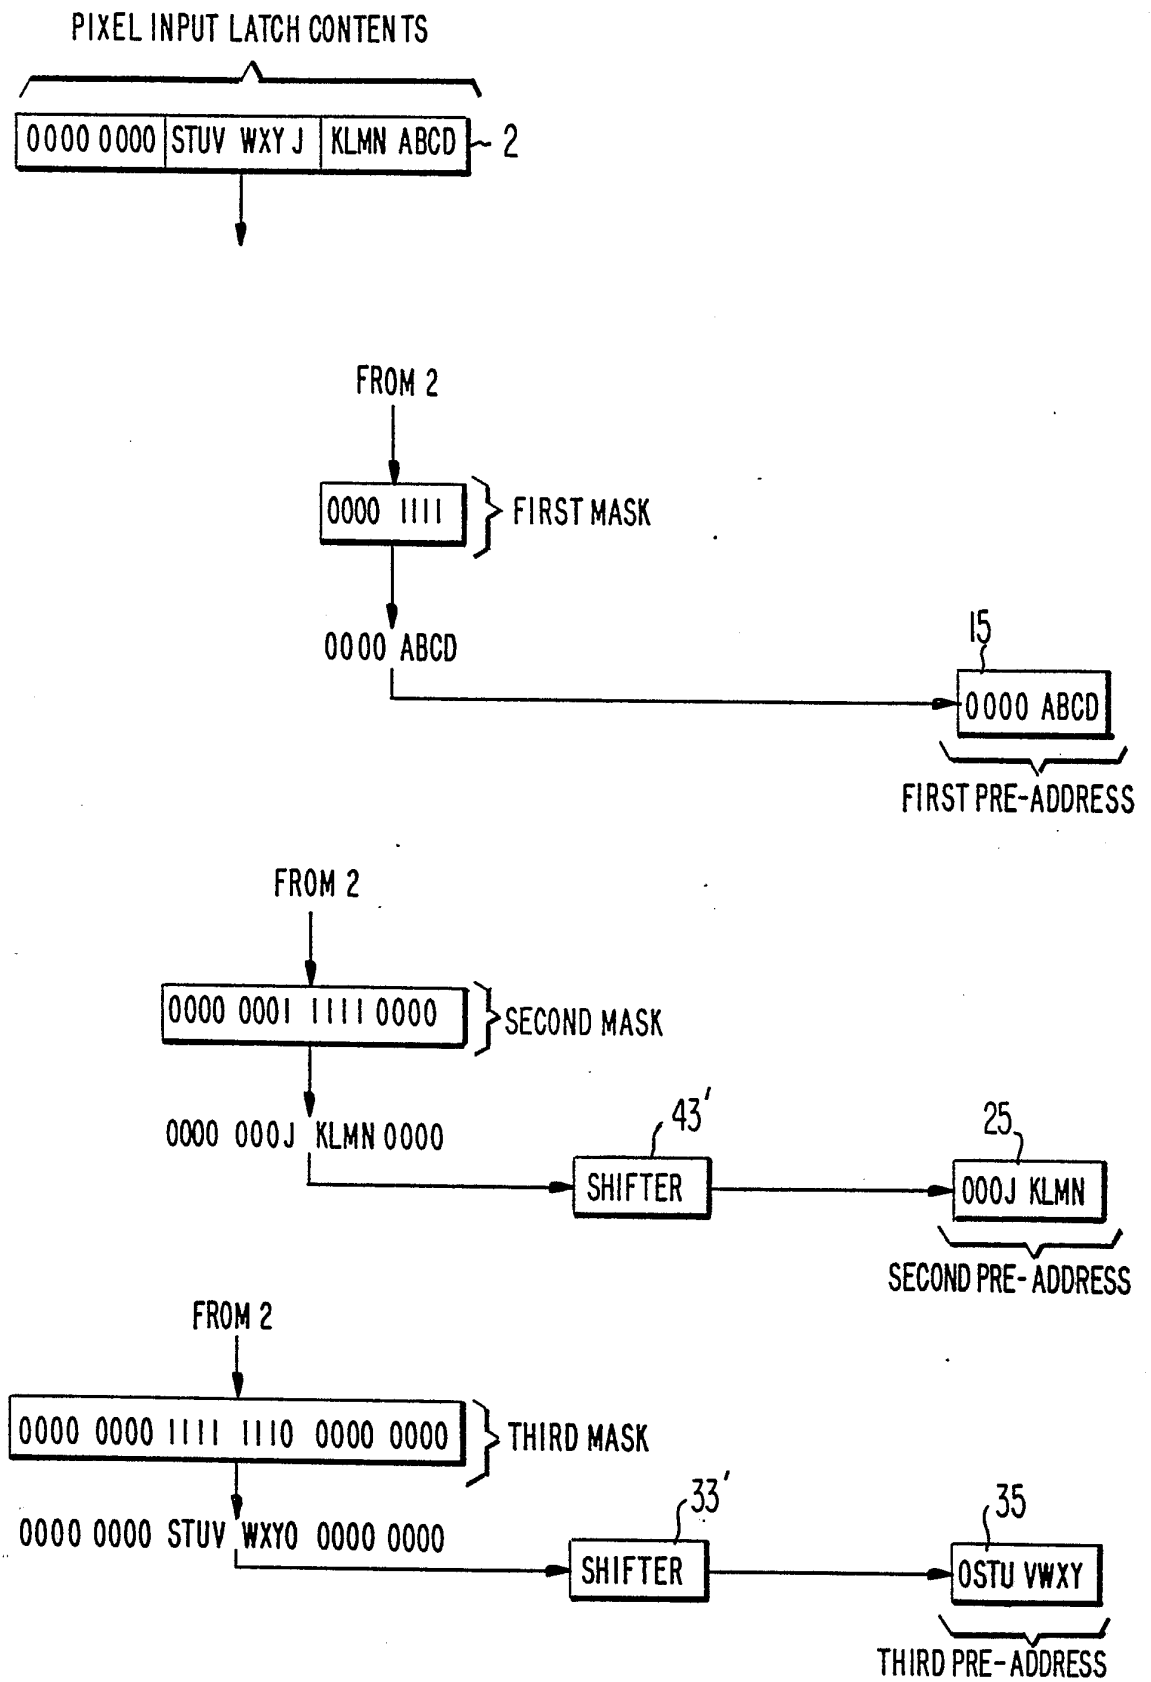 PIXEL INPUT LATCH CONTENTS
0000 0000 STUV WXYJ KLMN ABCD 2
FROM 2
0000 1111 FIRST MASK
0000 ABCD
15
0000 ABCD
FIRST PRE-ADDRESS
FROM 2
0000 0001 1111 0000 SECOND MASK
0000 000J KLMN 0000
43'
25
SHIFTER
000J KLMN
SECOND PRE-ADDRESS
FROM 2
0000 0000 1111 1110 0000 0000 THIRD MASK
0000 0000 STUV WXY0 0000 0000
33'
35
SHIFTER
0STU VWXY
THIRD PRE-ADDRESS